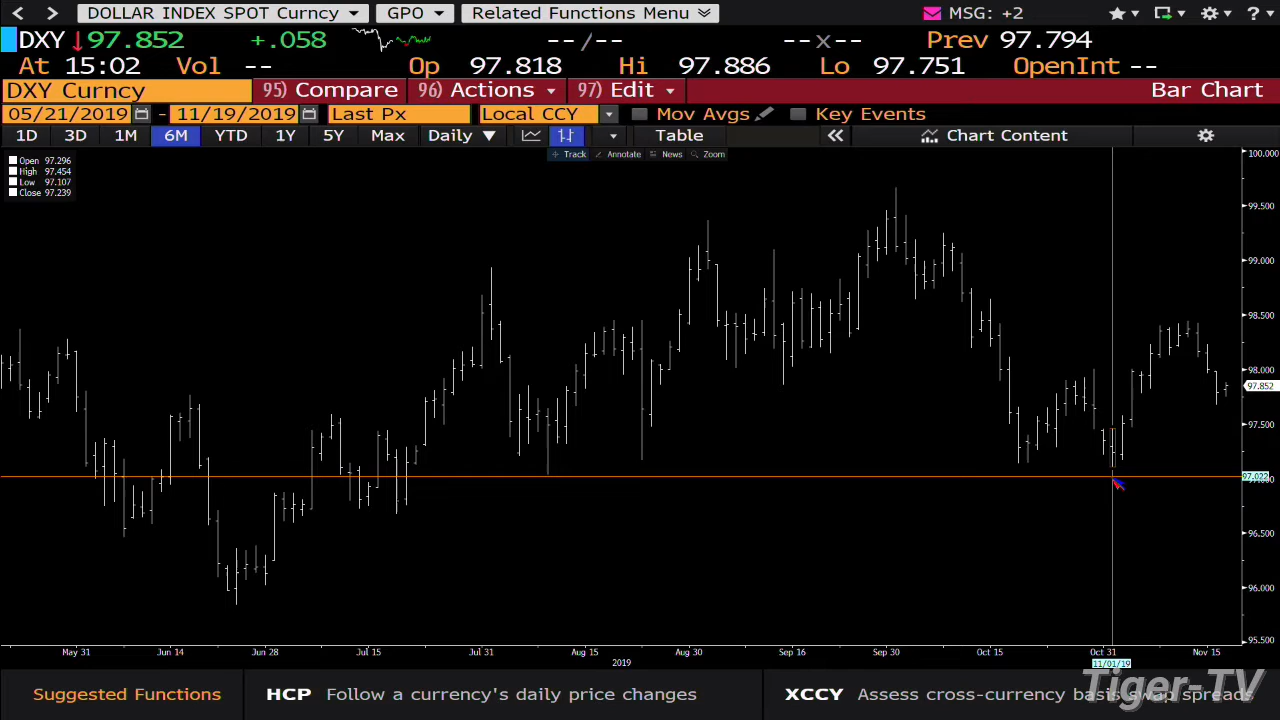 DOLLAR INDEX SPOT Curncy GPO Related Functions Menu MSG: +2 ?
DXY 97.852 +.058 --/-- --x-- Prev 97.794
At 15:02 Vol -- Op 97.818 Hi 97.886 Lo 97.751 OpenInt --
DXY Curncy 95) Compare 96) Actions 97) Edit Bar Chart
05/21/2019 - 11/19/2019 Last Px Local CCY Mov Avgs Key Events
1D 3D 1M 6M YTD 1Y 5Y Max Daily Table Chart Content
Track Annotate News Zoom
Open 97.296
High 97.454
Low 97.107
Close 97.239
100.000
99.500
99.000
98.500
98.000
97.852
97.500
97.022
96.500
96.000
95.500
May 31 Jun 14 Jun 28 Jul 15 Jul 31 Aug 15 Aug 30 Sep 16 Sep 30 Oct 15 Oct 31 Nov 15
2019 11/01/19
Suggested Functions HCP Follow a currency's daily price changes XCCY Assess cross-currency basis swap spreads
Tiger-TV